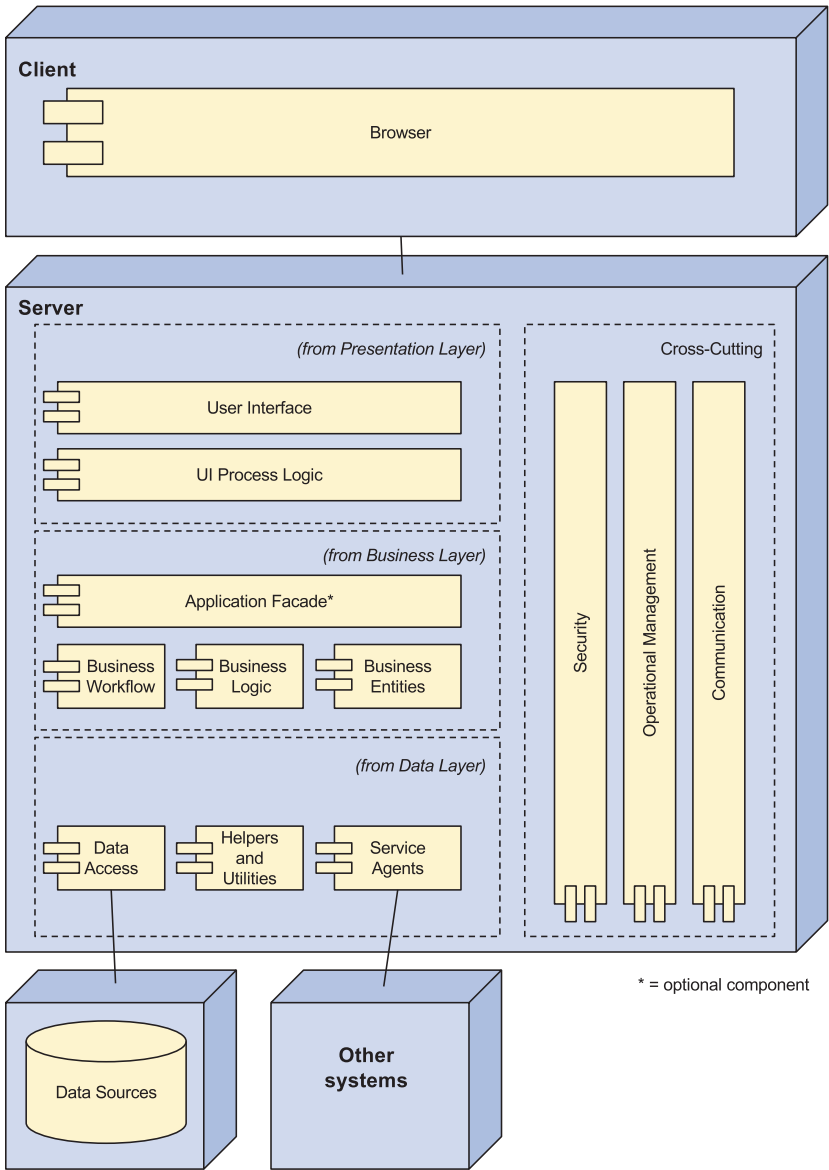 Client
Browser
Server
(from Presentation Layer)
User Interface
UI Process Logic
(from Business Layer)
Application Facade*
Business
Workflow
Business
Logic
Business
Entities
(from Data Layer)
Data
Access
Helpers
and
Utilities
Service
Agents
Cross-Cutting
Security
Operational Management
Communication
* = optional component
Data Sources
Other
systems